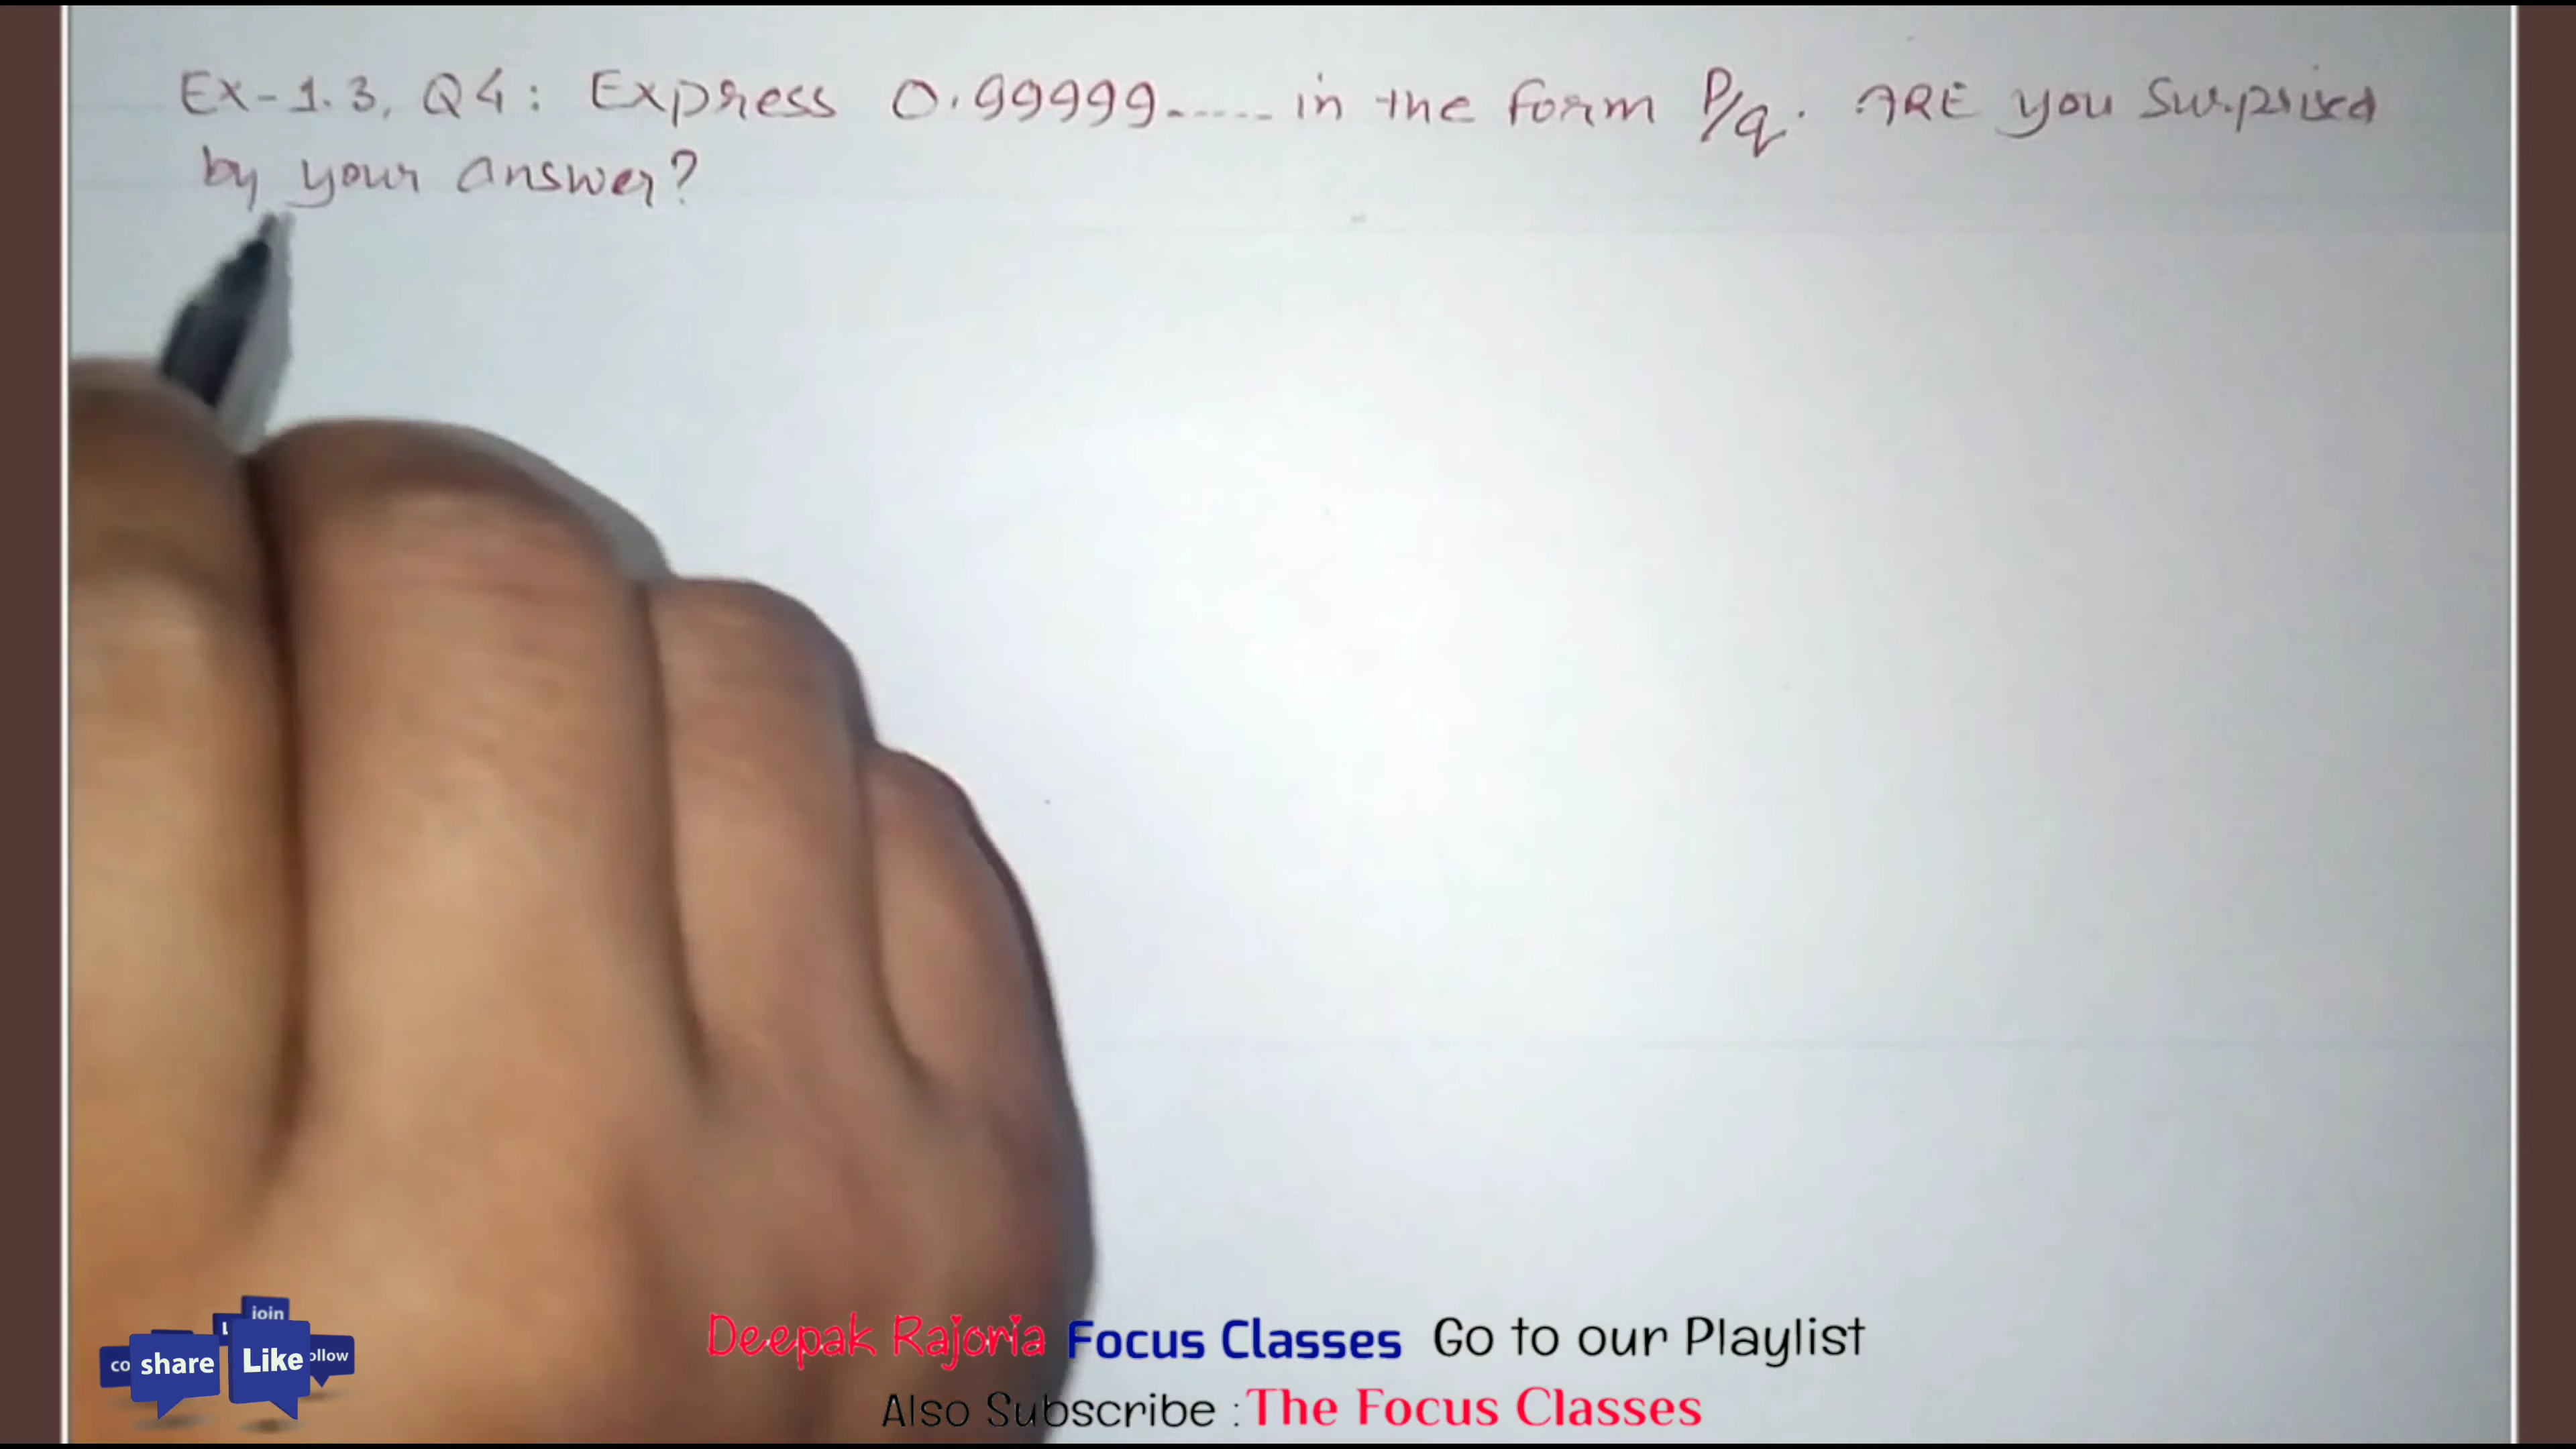 Ex-1.3, Q4: Express 0.99999...... in the form P/q. ARE you Surprised
by your answer?
join
co share Like ollow
Deepak Rajoria Focus Classes Go to our Playlist
Also Subscribe : The Focus Classes